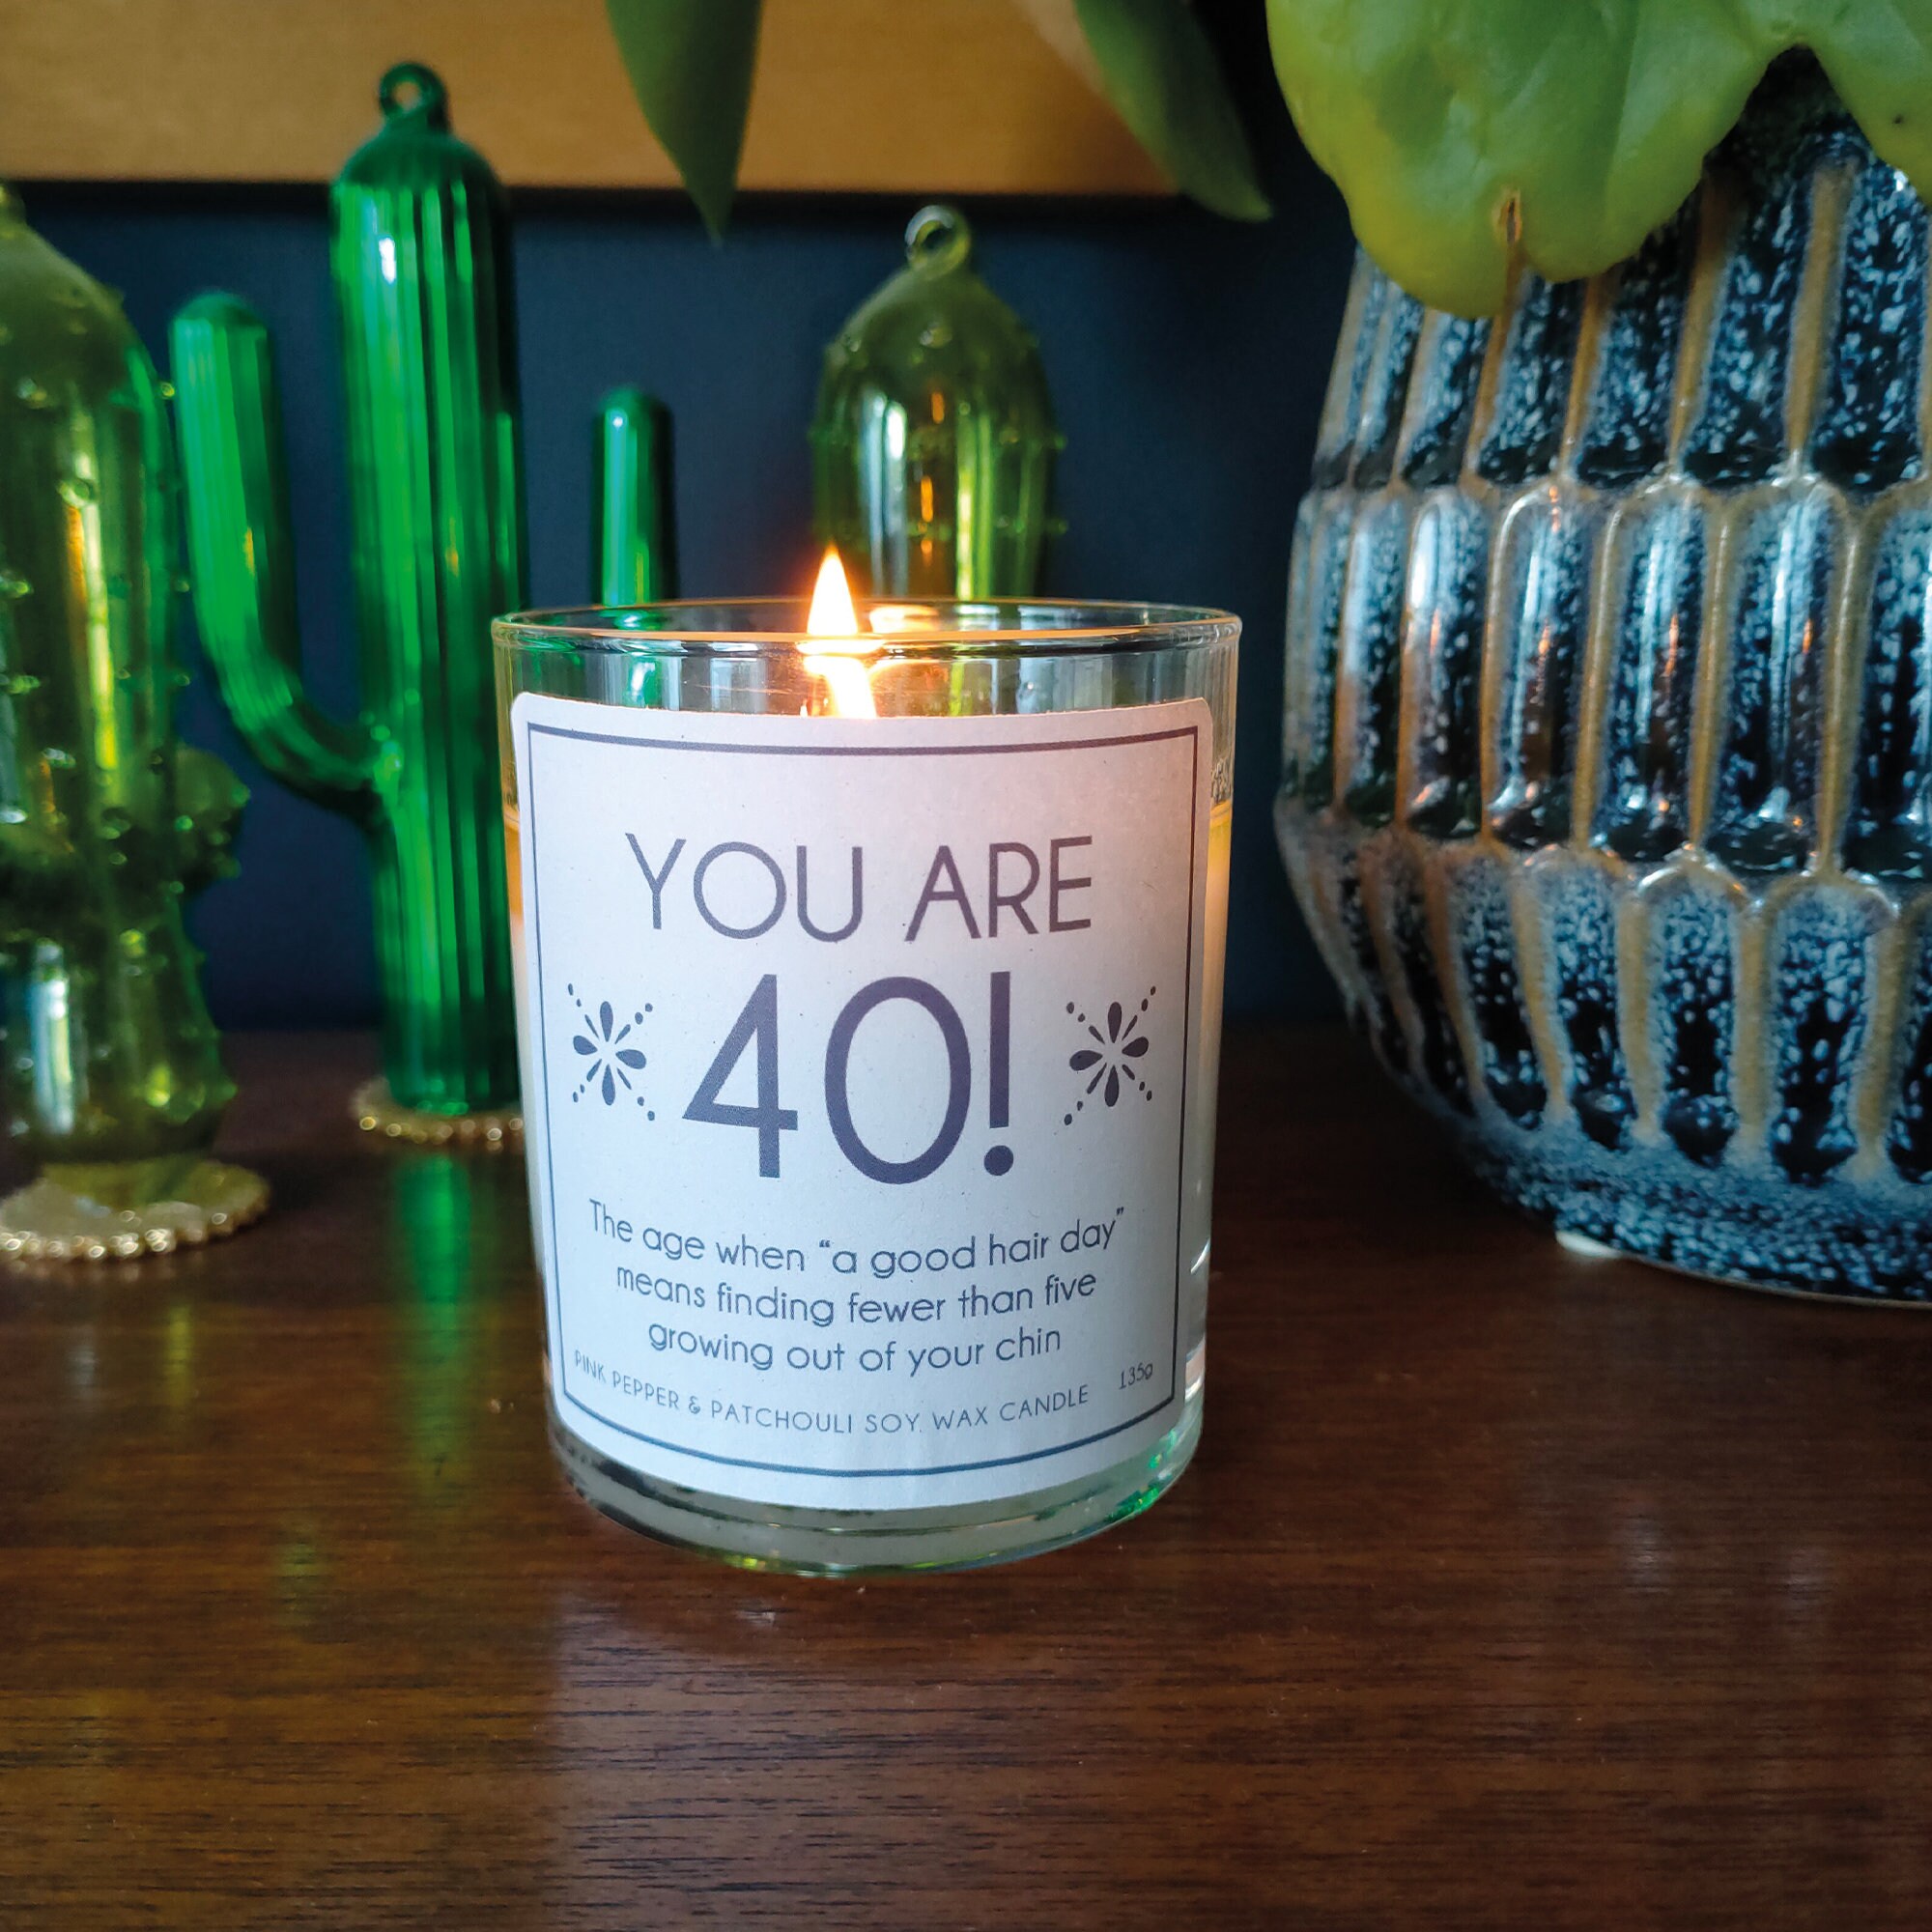 YOU ARE
40!
The age when “a good hair day”
means finding fewer than five
growing out of your chin
PINK PEPPER & PATCHOULI SOY WAX CANDLE 135g